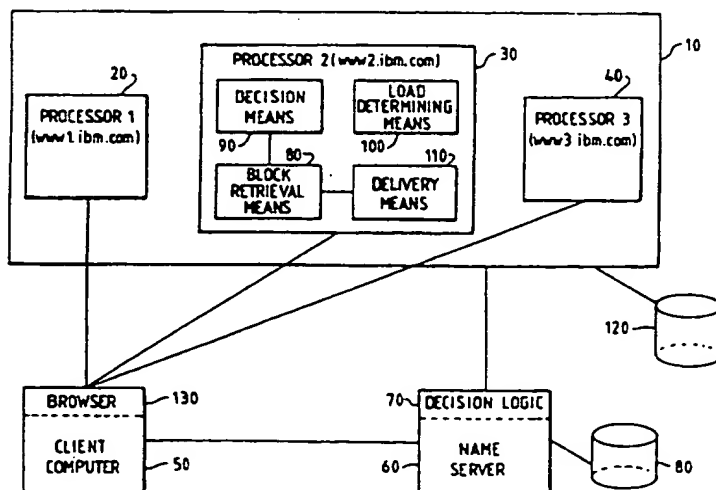 10
PROCESSOR 2 (www2.ibm.com)
30
20
40
PROCESSOR 1
(www1.ibm.com)
DECISION
MEANS
90
LOAD
DETERMINING
MEANS
100
PROCESSOR 3
(www3.ibm.com)
80
BLOCK
RETRIEVAL
MEANS
110
DELIVERY
MEANS
120
BROWSER
130
CLIENT
COMPUTER
50
70
DECISION LOGIC
60
NAME
SERVER
80